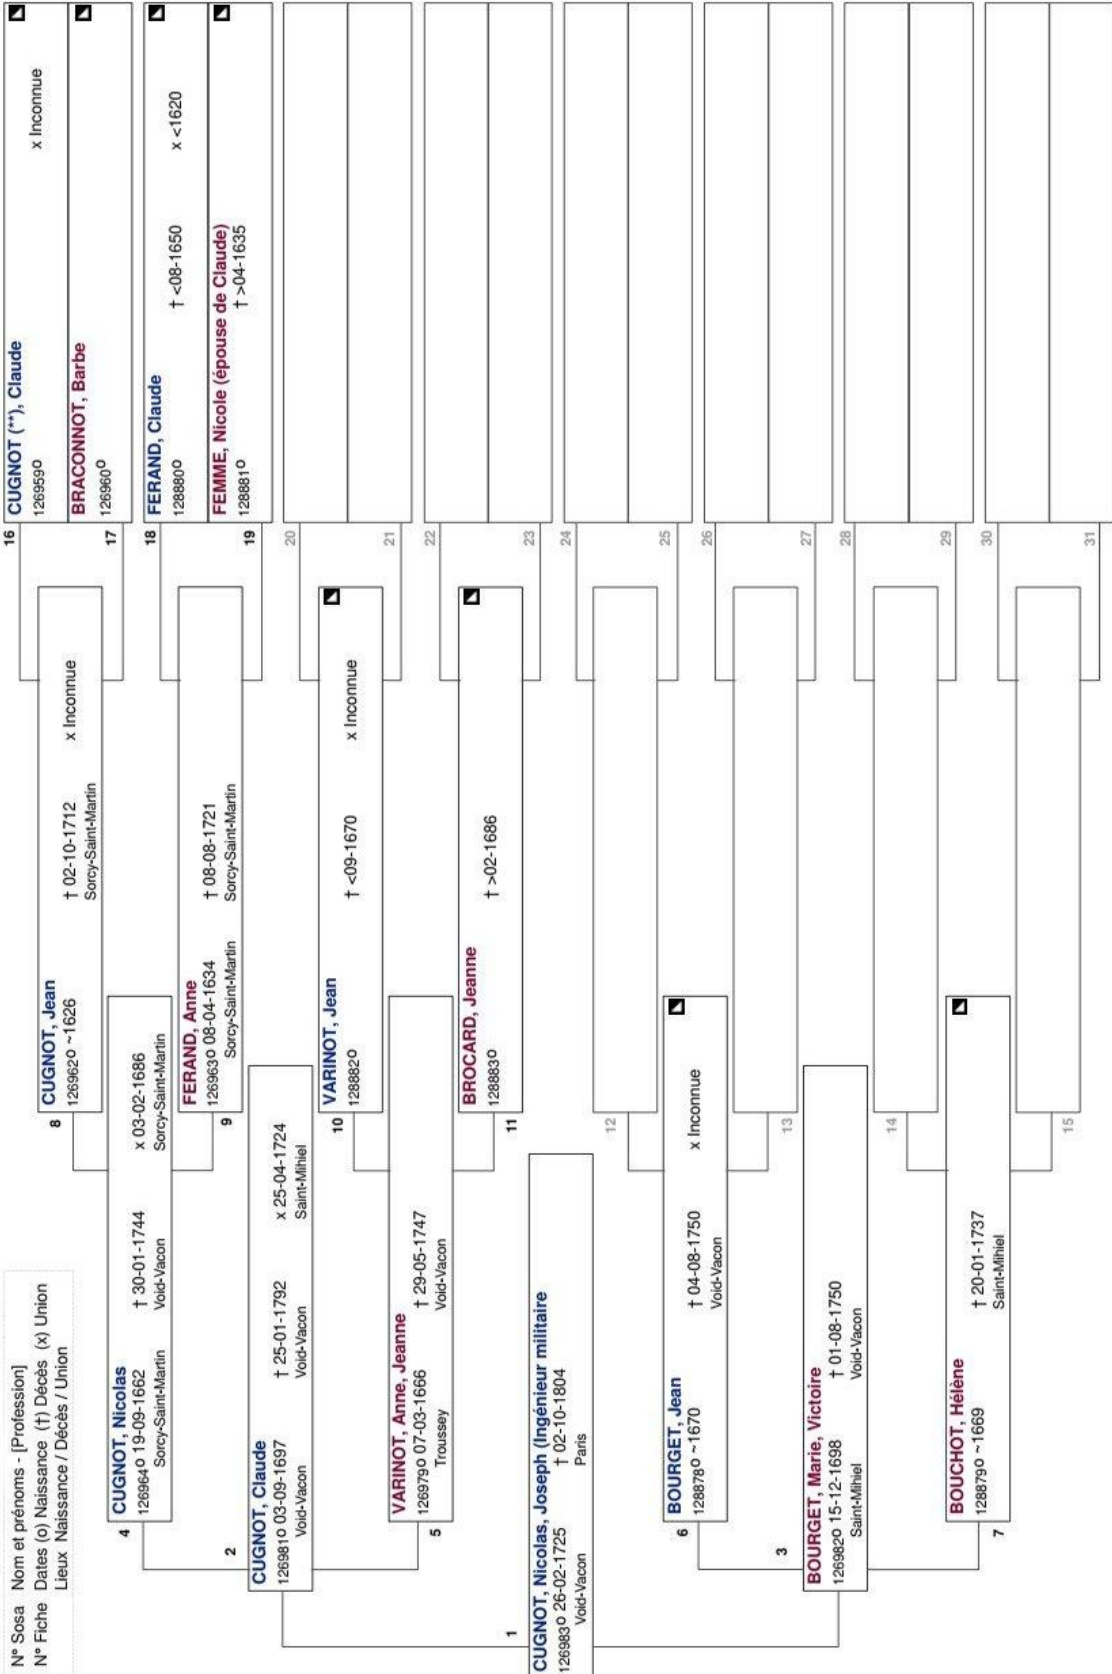 N° Sosa Nom et prénoms - [Profession]
N° Fiche Dates (o) Naissance (†) Décès (x) Union
Lieux Naissance / Décès / Union
1
CUGNOT, Nicolas, Joseph (Ingénieur militaire
126983o 26-02-1725 † 02-10-1804
Void-Vacon Paris
2
CUGNOT, Claude
126981o 03-09-1697 † 25-01-1792 x 25-04-1724
Void-Vacon Void-Vacon Saint-Mihiel
3
BOURGET, Marie, Victoire
126982o 15-12-1698 † 01-08-1750
Saint-Mihiel Void-Vacon
4
CUGNOT, Nicolas
126964o 19-09-1662 † 30-01-1744 x 03-02-1686
Sorcy-Saint-Martin Void-Vacon Sorcy-Saint-Martin
5
VARINOT, Anne, Jeanne
126979o 07-03-1666 † 29-05-1747
Troussey Void-Vacon
6
BOURGET, Jean
128878o ~1670 † 04-08-1750 x Inconnue
Void-Vacon
7
BOUCHOT, Hélène
128879o ~1669 † 20-01-1737
Saint-Mihiel
8
CUGNOT, Jean
126962o ~1626 † 02-10-1712 x Inconnue
Sorcy-Saint-Martin
9
FERAND, Anne
126963o 08-04-1634 † 08-08-1721
Sorcy-Saint-Martin Sorcy-Saint-Martin
10
VARINOT, Jean
128882o † <09-1670 x Inconnue
11
BROCARD, Jeanne
128883o † >02-1686
12
13
14
15
16
CUGNOT (**), Claude
126959o x Inconnue
17
BRACONNOT, Barbe
126960o
18
FERAND, Claude
128880o † <08-1650 x <1620
19
FEMME, Nicole (épouse de Claude)
128881o † >04-1635
20
21
22
23
24
25
26
27
28
29
30
31